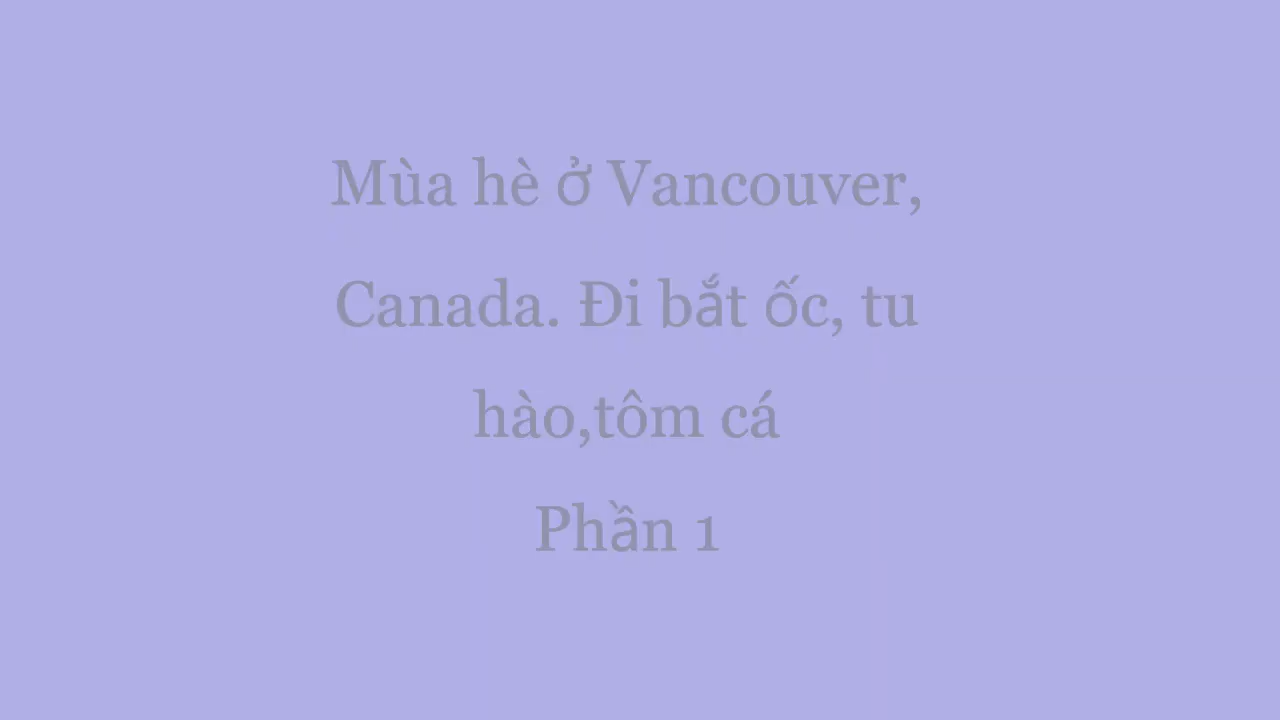 Mùa hè ở Vancouver,
Canada. Đi bắt ốc, tu
hào,tôm cá
Phần 1